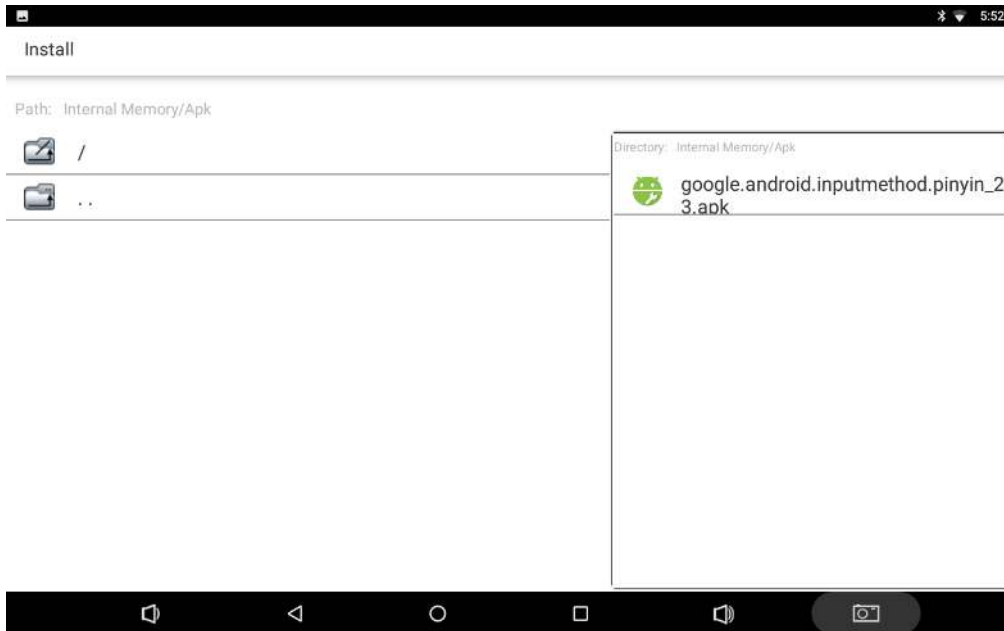 5:52
Install
Path: Internal Memory/Apk
/
..
Directory: Internal Memory/Apk
google.android.inputmethod.pinyin_2
3.apk